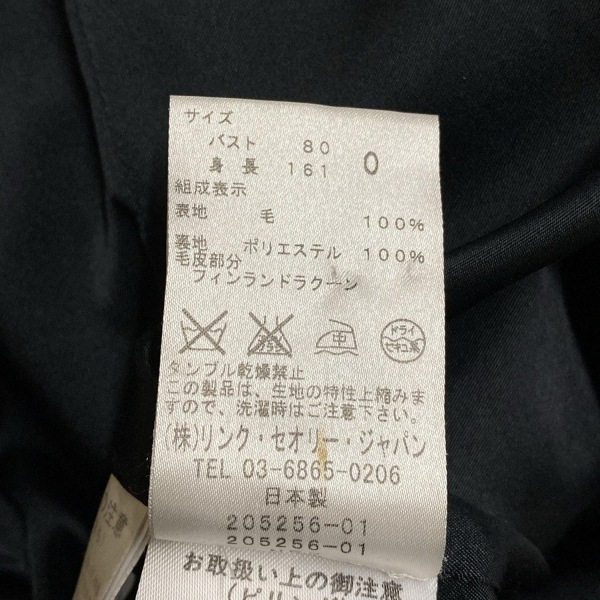 サイズ
バスト 80
身長 161 0
組成表示
表地 毛 100%
裏地 ポリエステル 100%
毛皮部分
フィンランドラクーン
中
ドライ
セキユ系
タンブル乾燥禁止
この製品は、生地の特性上縮みま
すので、洗濯時はご注意下さい。
(株)リンク・セオリー・ジャパン
TEL 03-6865-0206
日本製
205256-01
205256-01
お取扱い上の御注意